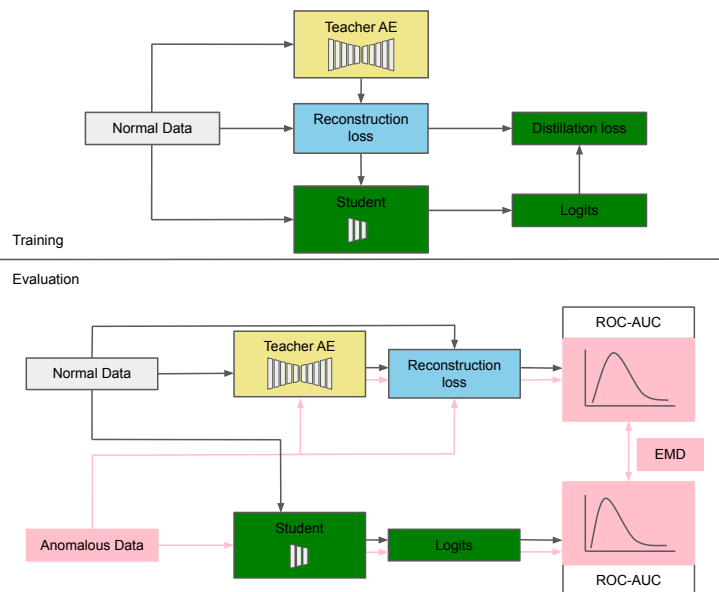 Teacher AE
Normal Data
Reconstruction
loss
Distillation loss
Student
Logits
Training
Evaluation
ROC-AUC
Teacher AE
Normal Data
Reconstruction
loss
EMD
Anomalous Data
Student
Logits
ROC-AUC